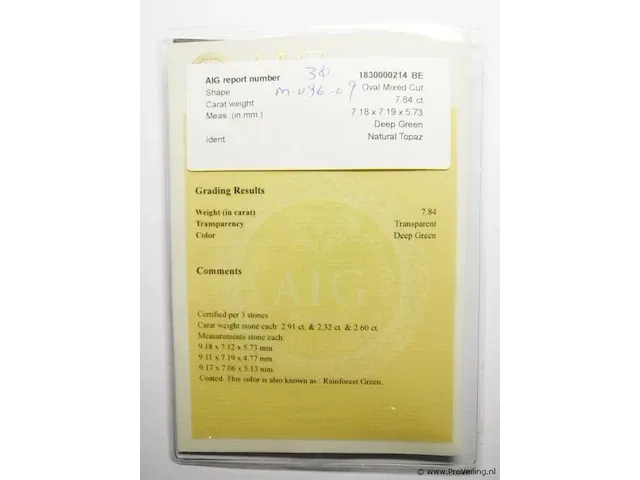 AIG
AIG report number 1830000214 BE
Shape Oval Mixed Cut
Carat weight 7.84 ct
Meas. (in mm.) 7.18 x 7.19 x 5.73
Deep Green
Ident. Natural Topaz
Grading Results
Weight (in carat) 7.84
Transparency Transparent
Color Deep Green
Comments
AIG
Certified per 3 stones
Carat weight stone each: 2.91 ct. & 2.32 ct. & 2.60 ct.
Measurements stone each:
9.18 x 7.12 x 5.73 mm
9.11 x 7.19 x 4.77 mm
9.17 x 7.06 x 5.13 mm
Coated. This color is also known as : Rainforest Green.
© www.ProVeiling.nl